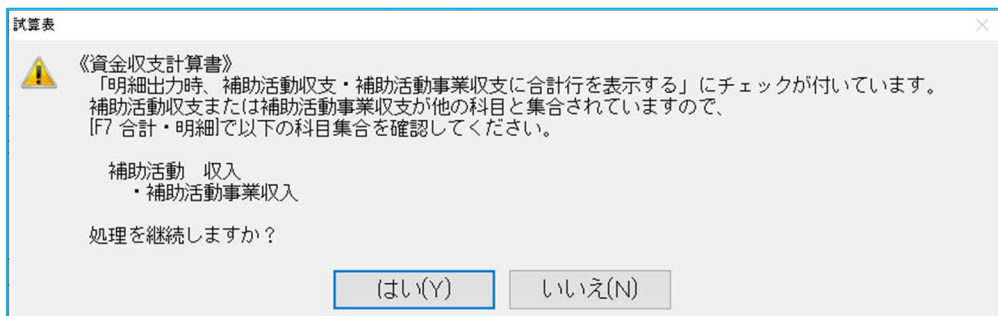 試算表
《資金収支計算書》
「明細出力時、補助活動収支・補助活動事業収支に合計行を表示する」にチェックが付いています。
補助活動収支または補助活動事業収支が他の科目と集合されていますので、
[F7 合計・明細]で以下の科目集合を確認してください。
補助活動　収入
・補助活動事業収入
処理を継続しますか？
はい(Y)
いいえ(N)